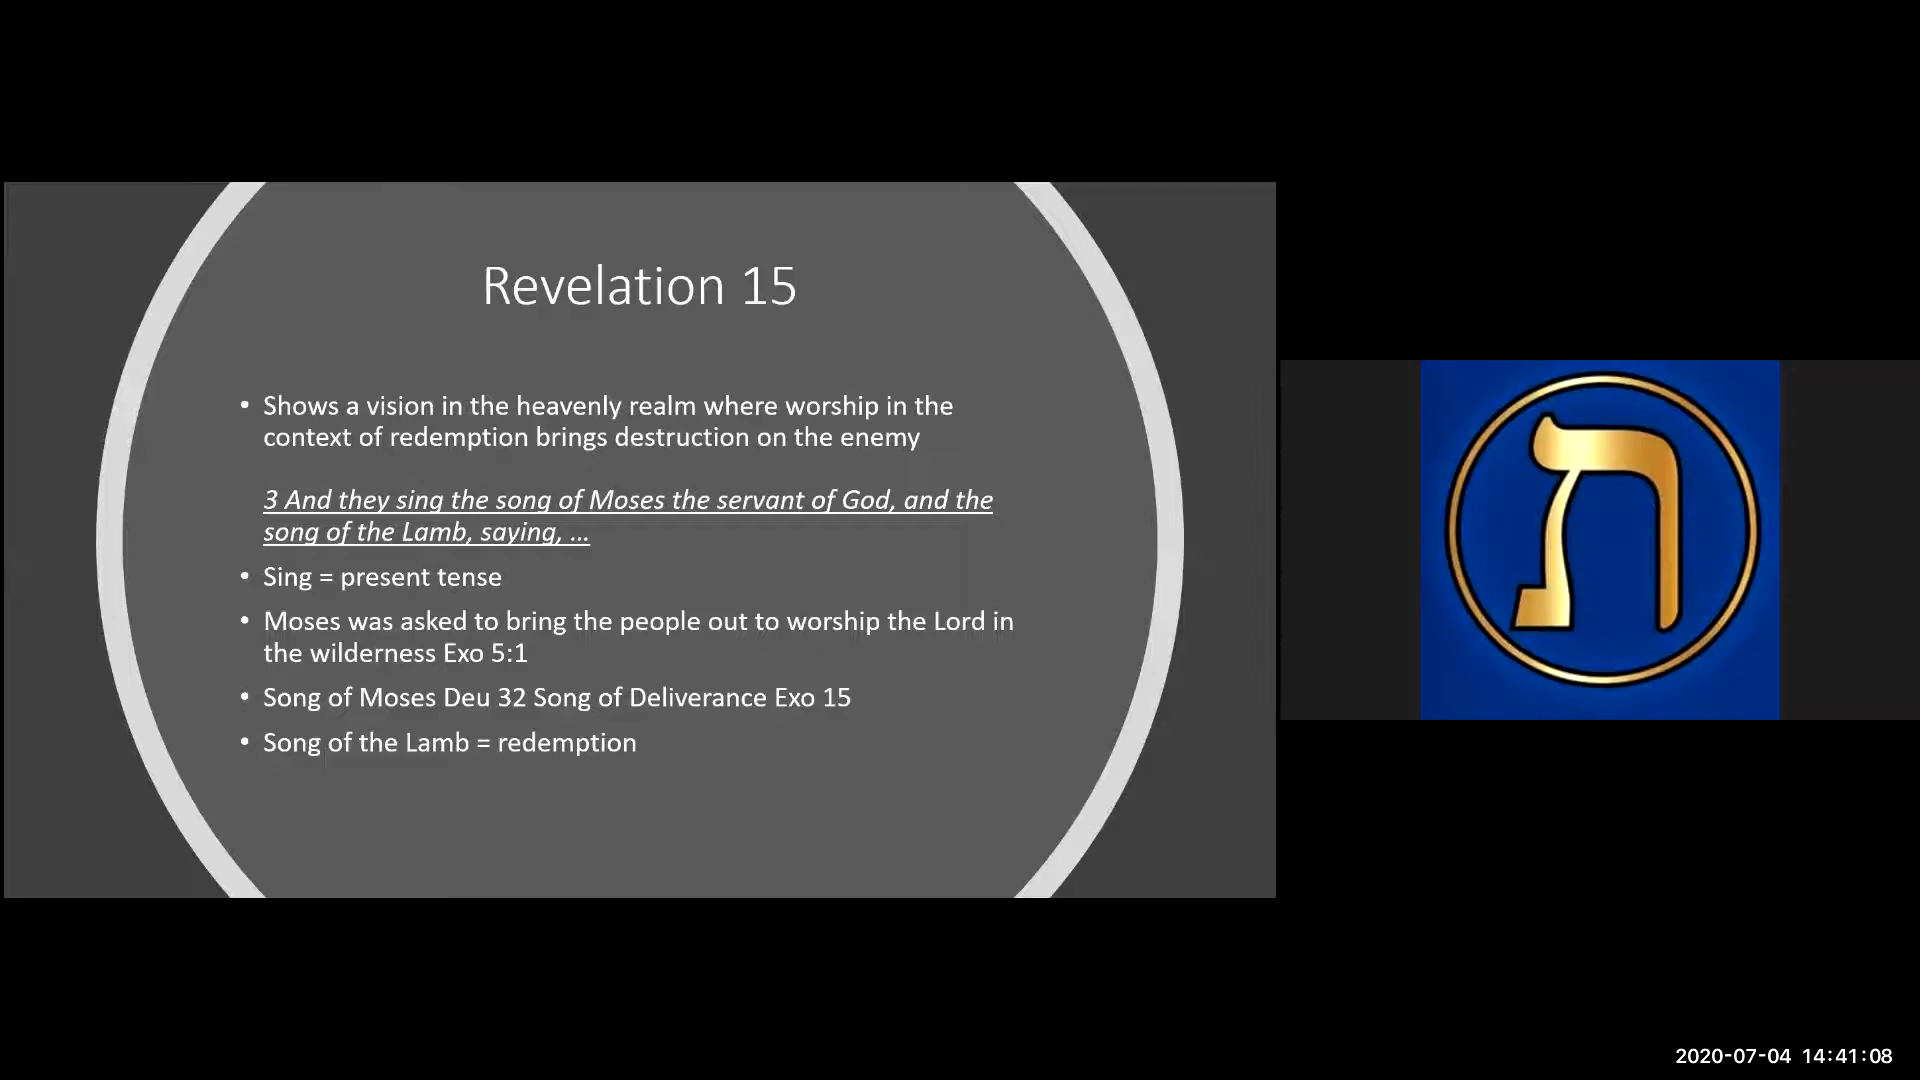 Revelation 15
• Shows a vision in the heavenly realm where worship in the
context of redemption brings destruction on the enemy
3 And they sing the song of Moses the servant of God, and the
song of the Lamb, saying, ...
• Sing = present tense
• Moses was asked to bring the people out to worship the Lord in
the wilderness Exo 5:1
• Song of Moses Deu 32 Song of Deliverance Exo 15
• Song of the Lamb = redemption
ת
2020-07-04 14:41:08